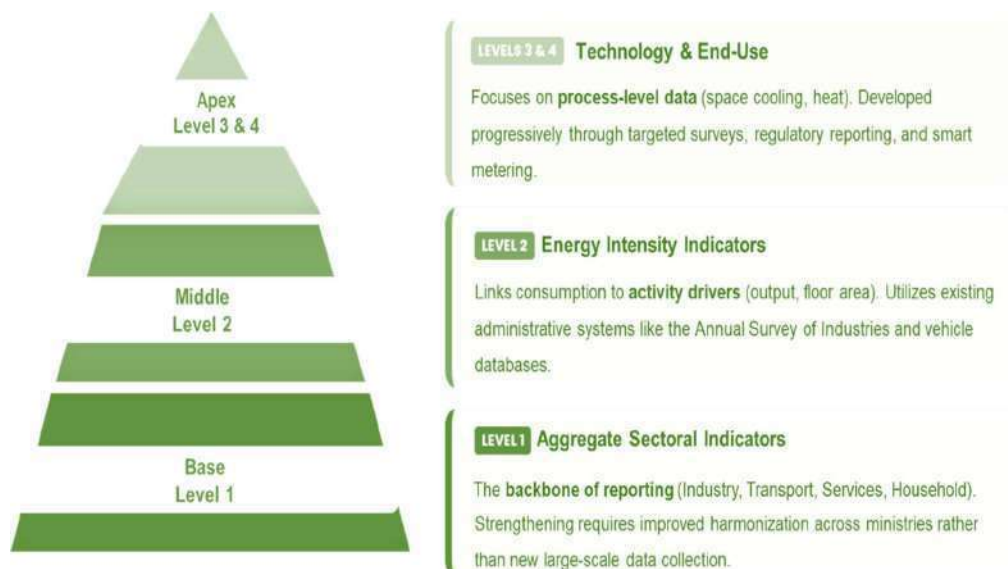 Apex
Level 3 & 4
Middle
Level 2
Base
Level 1
LEVELS 3 & 4 Technology & End-Use
Focuses on process-level data (space cooling, heat). Developed
progressively through targeted surveys, regulatory reporting, and smart
metering.
LEVEL 2 Energy Intensity Indicators
Links consumption to activity drivers (output, floor area). Utilizes existing
administrative systems like the Annual Survey of Industries and vehicle
databases.
LEVEL 1 Aggregate Sectoral Indicators
The backbone of reporting (Industry, Transport, Services, Household).
Strengthening requires improved harmonization across ministries rather
than new large-scale data collection.